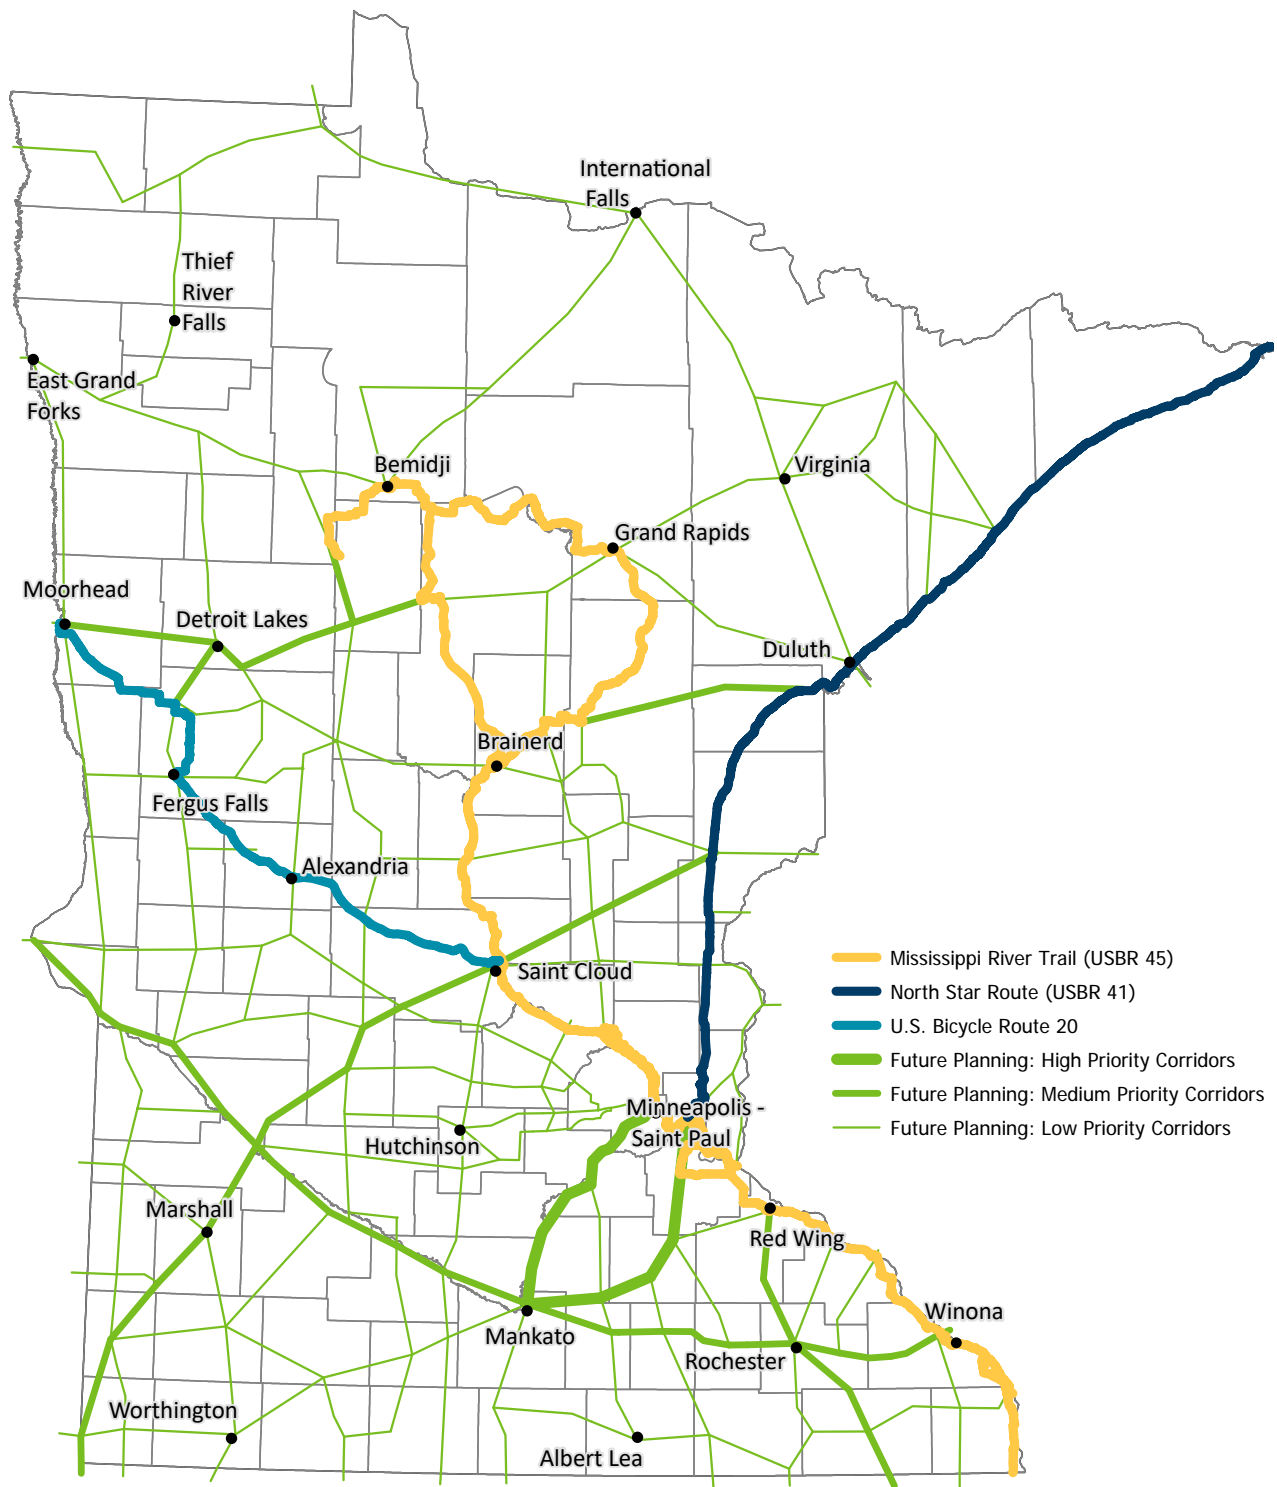 International
Falls
Thief
River
Falls
East Grand
Forks
Bemidji
Virginia
Grand Rapids
Moorhead
Detroit Lakes
Duluth
Brainerd
Fergus Falls
Alexandria
Saint Cloud
Mississippi River Trail (USBR 45)
North Star Route (USBR 41)
U.S. Bicycle Route 20
Future Planning: High Priority Corridors
Future Planning: Medium Priority Corridors
Future Planning: Low Priority Corridors
Minneapolis -
Saint Paul
Hutchinson
Marshall
Red Wing
Winona
Mankato
Rochester
Worthington
Albert Lea